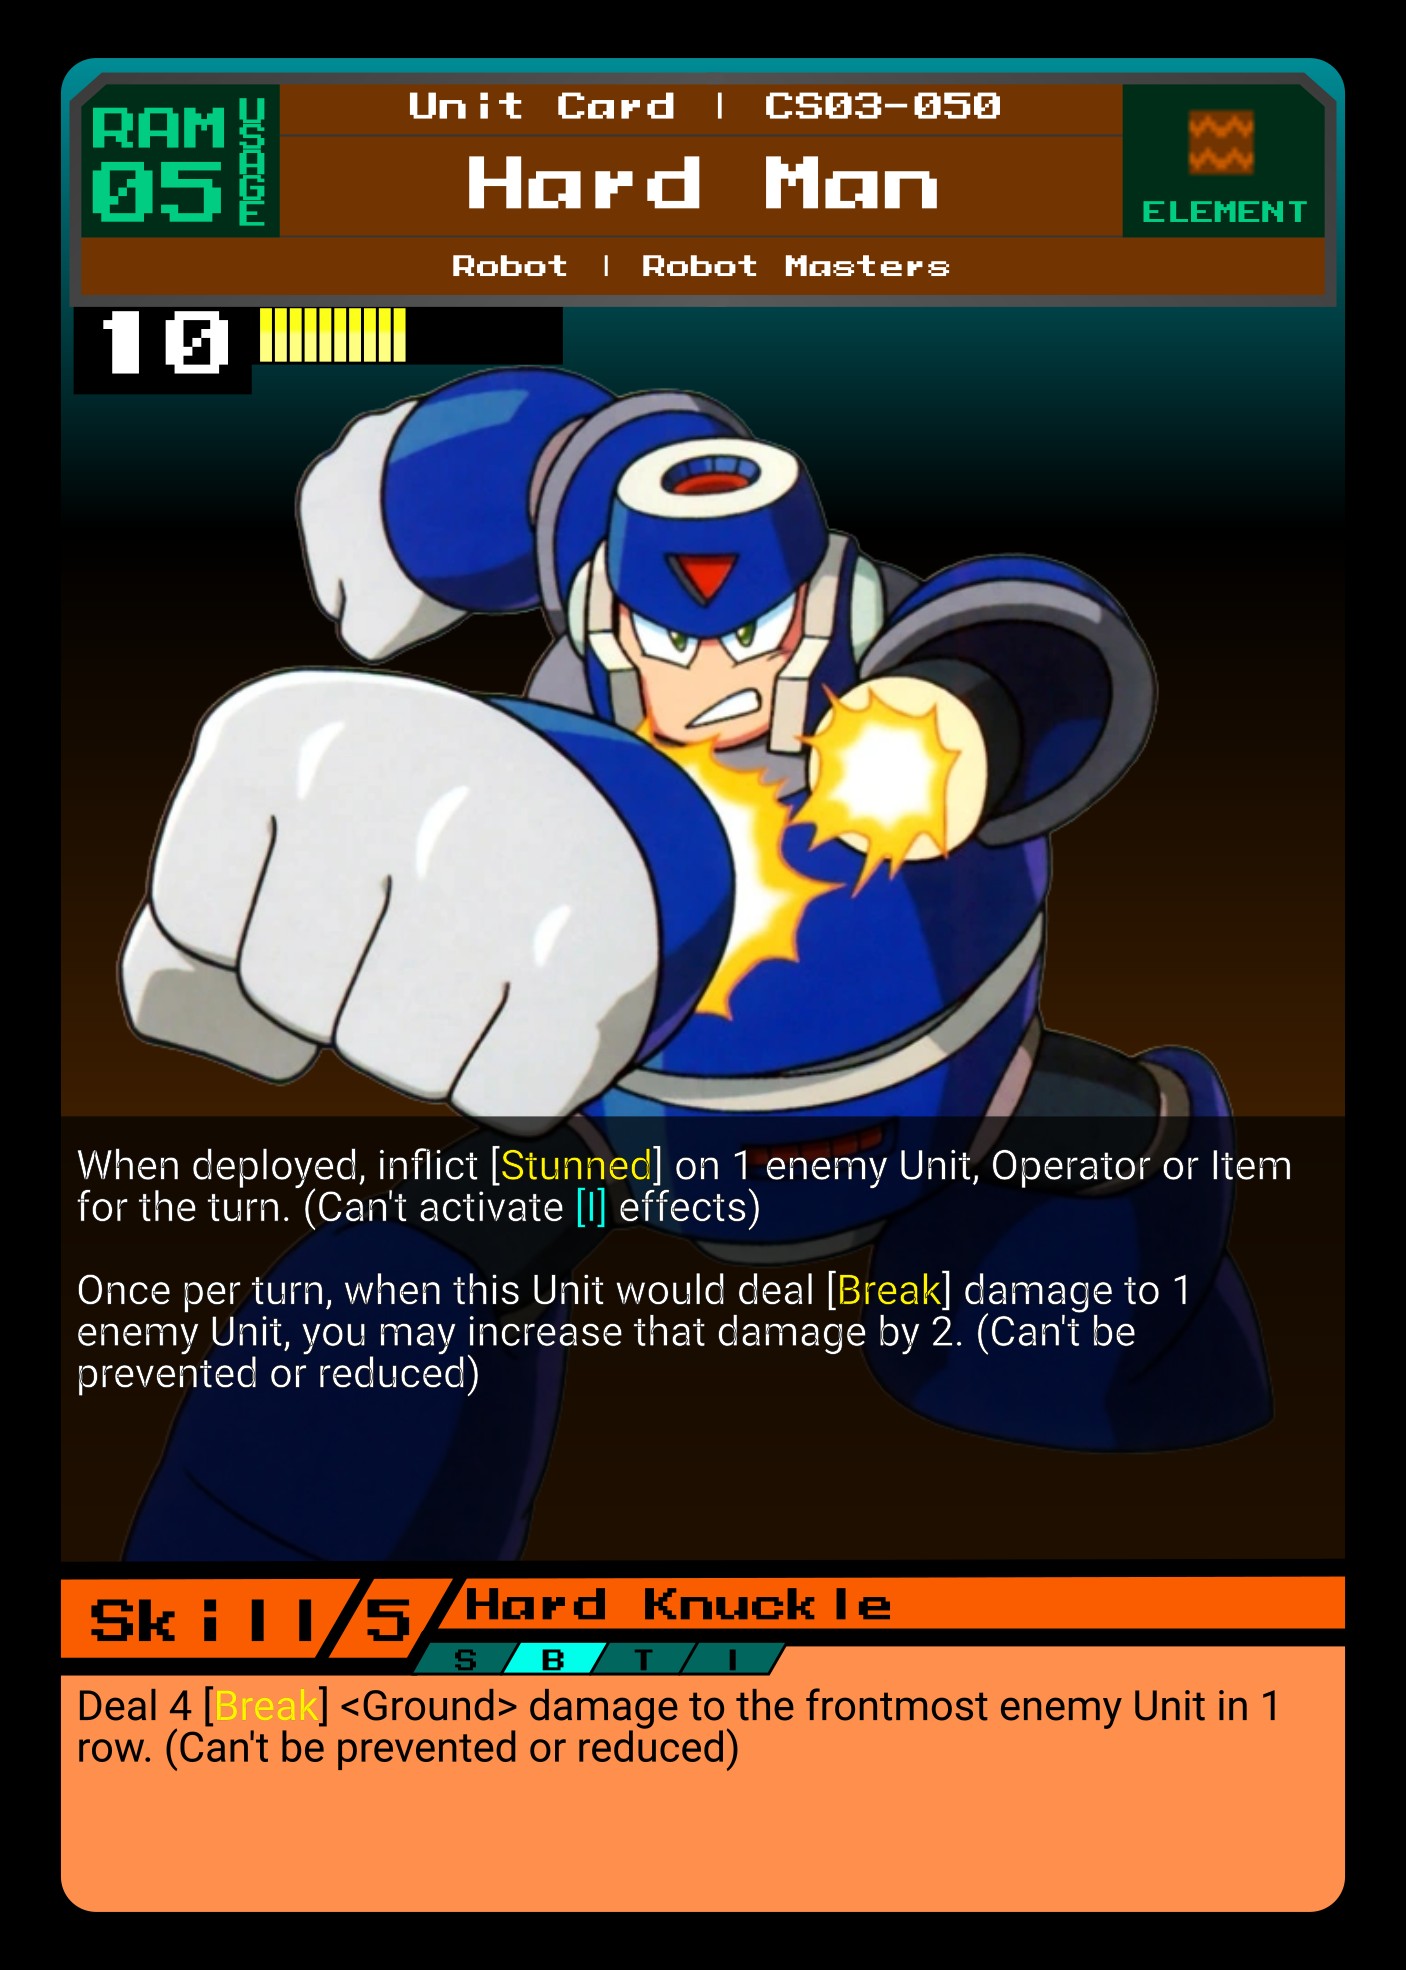 RAM
05
USAGE
Unit Card | CS03-050
Hard Man
ELEMENT
Robot | Robot Masters
10
When deployed, inflict [Stunned] on 1 enemy Unit, Operator or Item
for the turn. (Can't activate [I] effects)
Once per turn, when this Unit would deal [Break] damage to 1
enemy Unit, you may increase that damage by 2. (Can't be
prevented or reduced)
Skill/5
Hard Knuckle
S B T I
Deal 4 [Break] <Ground> damage to the frontmost enemy Unit in 1
row. (Can't be prevented or reduced)